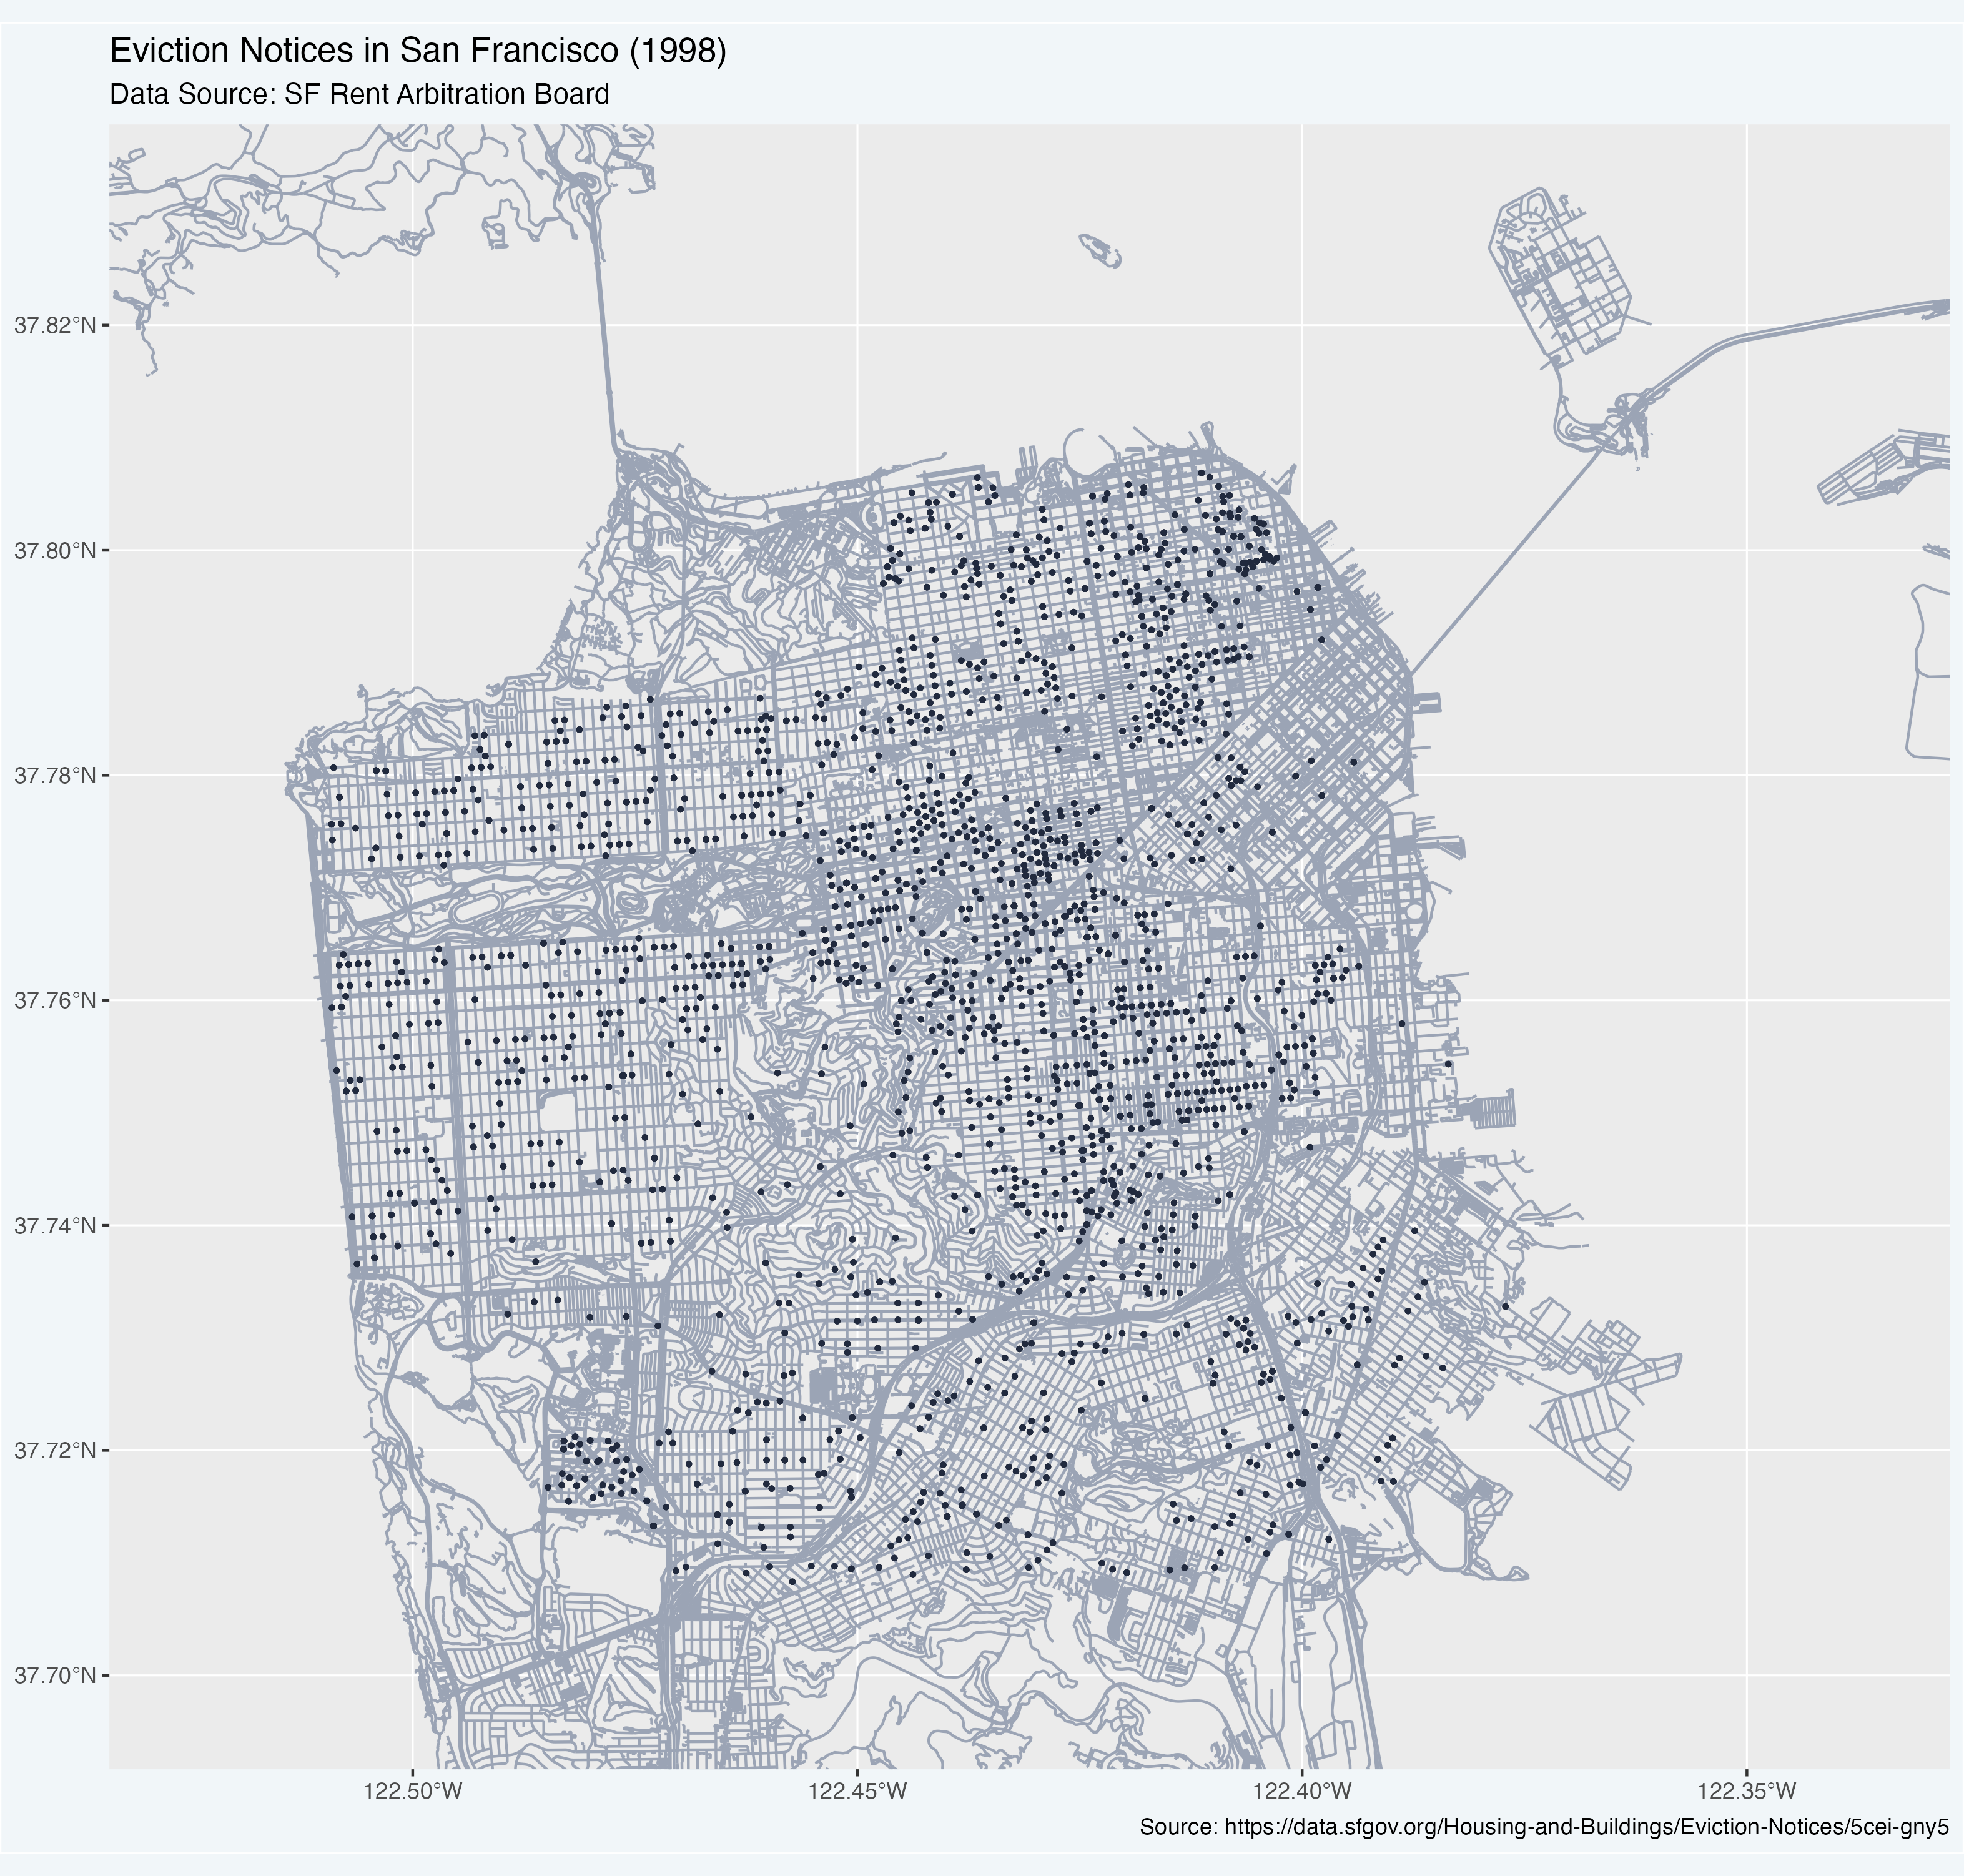 Eviction Notices in San Francisco (1998)
Data Source: SF Rent Arbitration Board
37.82°N
37.80°N
37.78°N
37.76°N
37.74°N
37.72°N
37.70°N
122.50°W
122.45°W
122.40°W
122.35°W
Source: https://data.sfgov.org/Housing-and-Buildings/Eviction-Notices/5cei-gny5